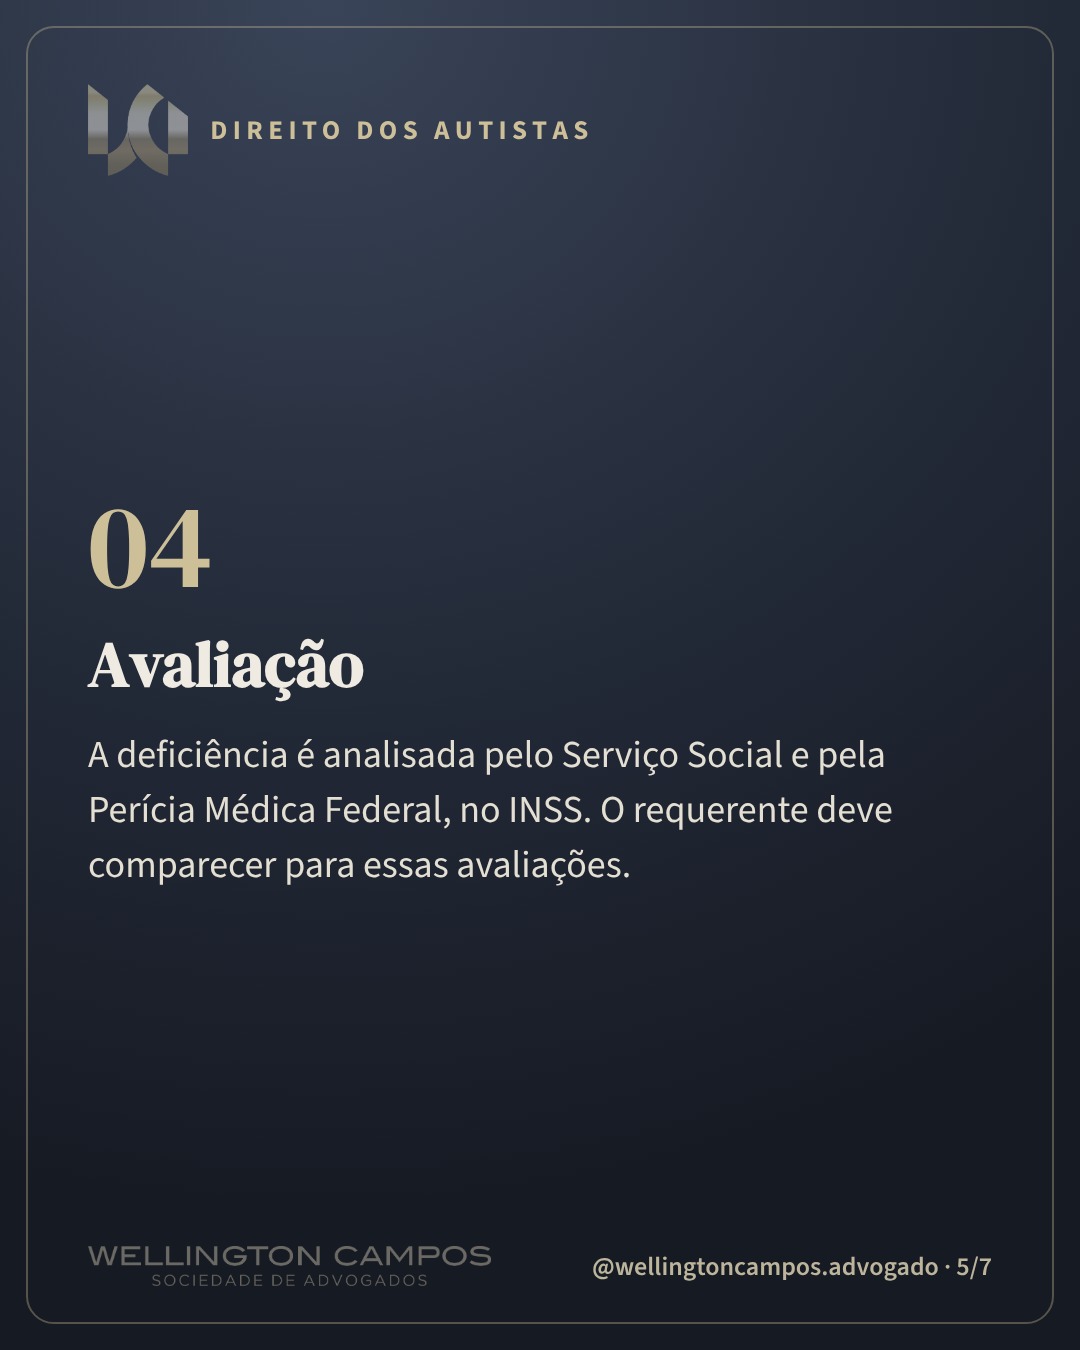 DIREITO DOS AUTISTAS
04
Avaliação
A deficiência é analisada pelo Serviço Social e pela
Perícia Médica Federal, no INSS. O requerente deve
comparecer para essas avaliações.
WELLINGTON CAMPOS
SOCIEDADE DE ADVOGADOS
@wellingtoncampos.advogado · 5/7